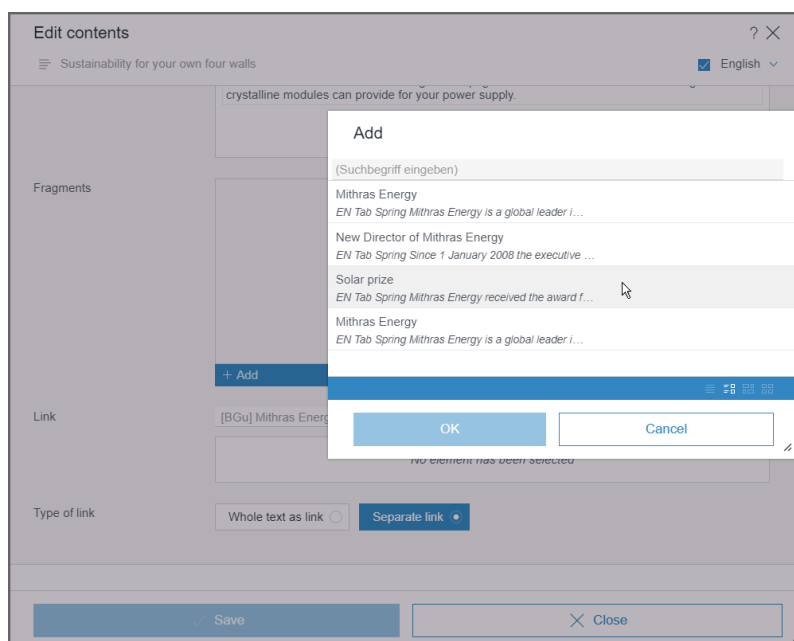 Edit contents
?
Sustainability for your own four walls
English
crystalline modules can provide for your power supply.
Add
(Suchbegriff eingeben)
Fragments
Mithras Energy
EN Tab Spring Mithras Energy is a global leader i…
New Director of Mithras Energy
EN Tab Spring Since 1 January 2008 the executive …
Solar prize
EN Tab Spring Mithras Energy received the award f…
Mithras Energy
EN Tab Spring Mithras Energy is a global leader i…
+ Add
Link
[BGu] Mithras Energ
OK
Cancel
No element has been selected
Type of link
Whole text as link
Separate link
Save
Close